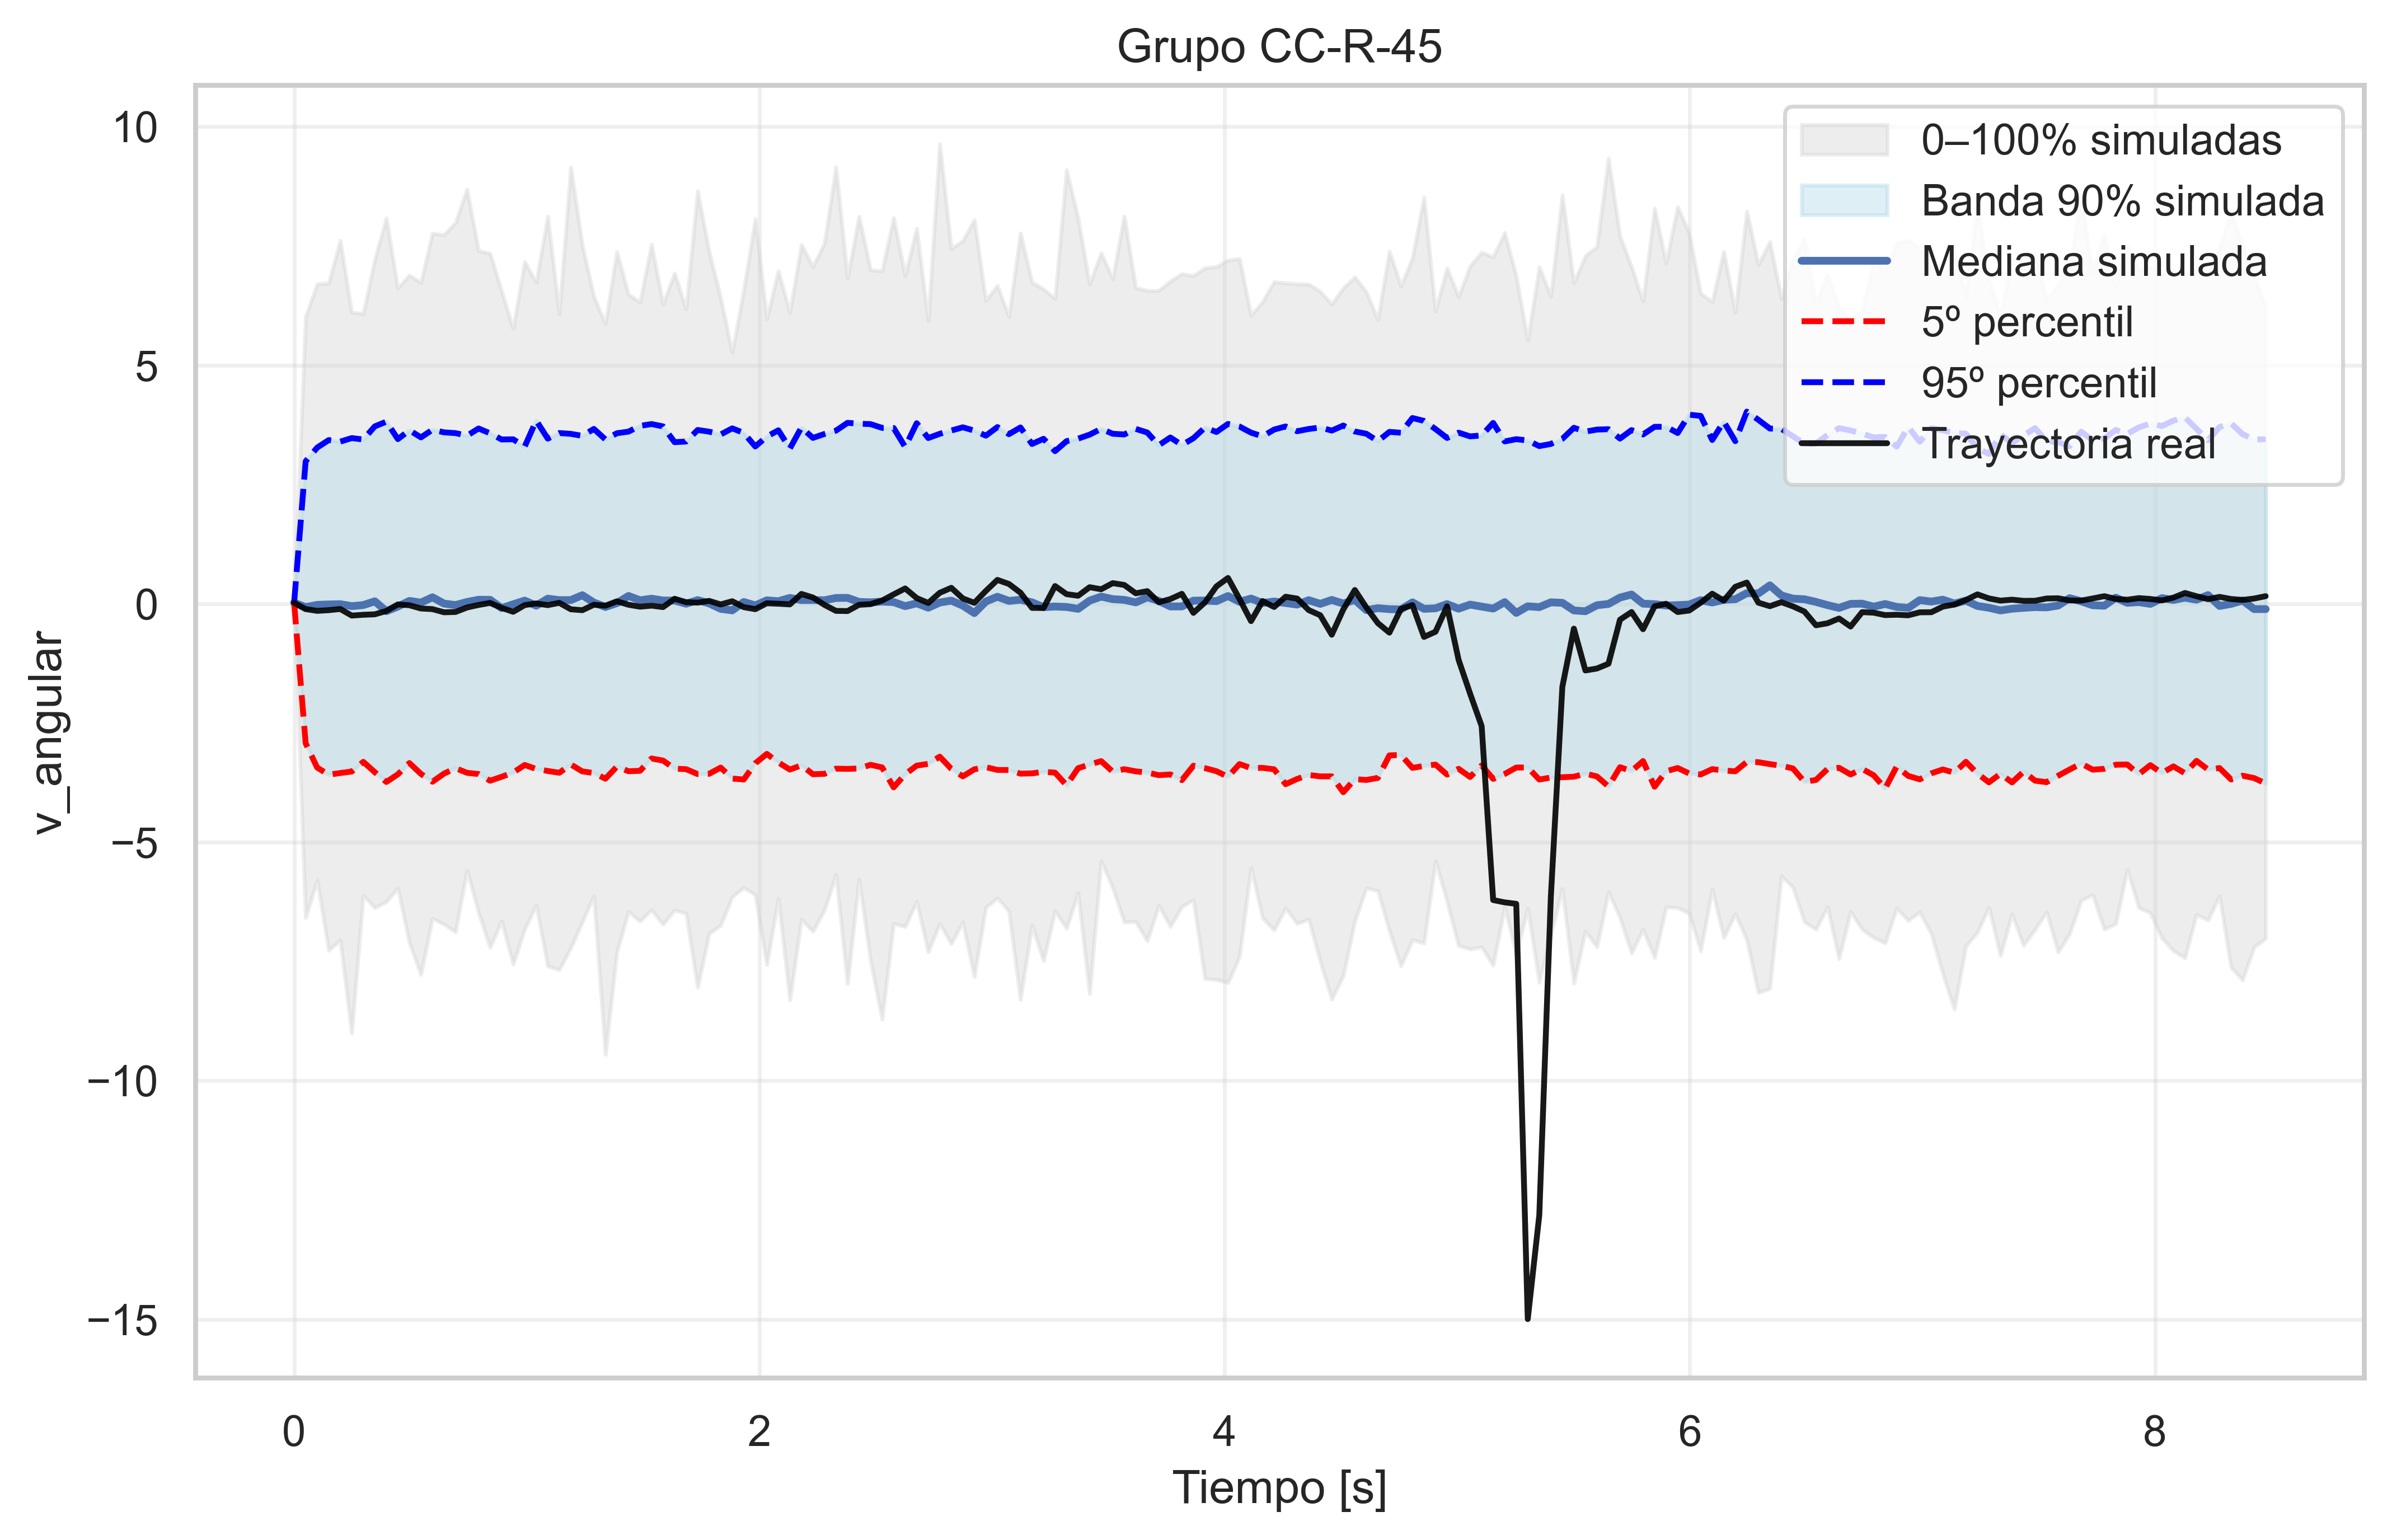 Grupo CC-R-45
10
5
0
−5
−10
−15
v_angular
0–100% simuladas
Banda 90% simulada
Mediana simulada
5º percentil
95º percentil
Trayectoria real
0 2 4 6 8
Tiempo [s]